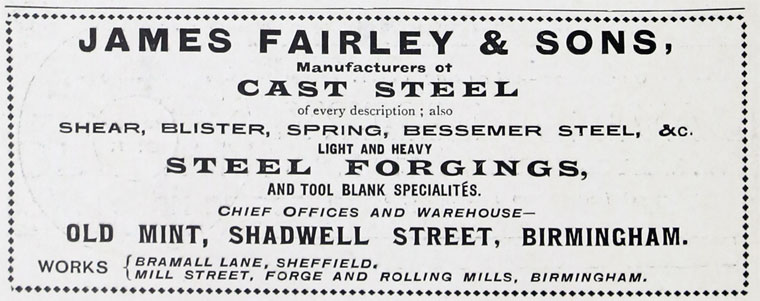 JAMES FAIRLEY & SONS,
Manufacturers of
CAST STEEL
of every description ; also
SHEAR, BLISTER, SPRING, BESSEMER STEEL, &c.
LIGHT AND HEAVY
STEEL FORGINGS,
AND TOOL BLANK SPECIALITÉS.
CHIEF OFFICES AND WAREHOUSE—
OLD MINT, SHADWELL STREET, BIRMINGHAM.
WORKS { BRAMALL LANE, SHEFFIELD.
MILL STREET, FORGE AND ROLLING MILLS, BIRMINGHAM.